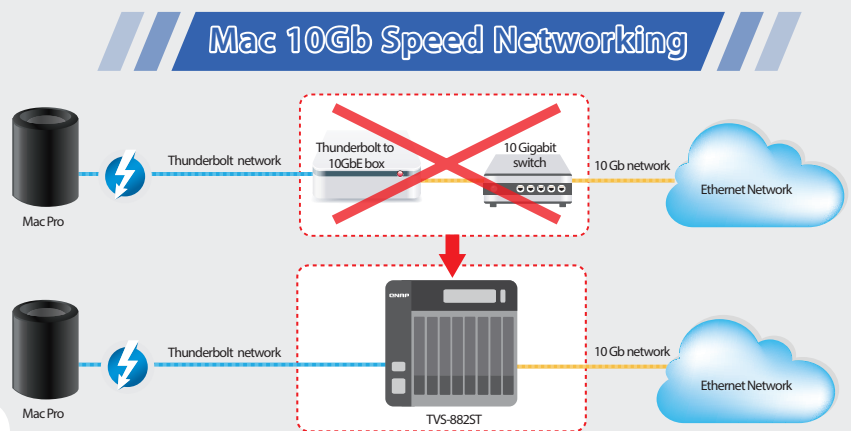 Mac 10Gb Speed Networking
Thunderbolt network
Thunderbolt to
10GbE box
10 Gigabit
switch
10 Gb network
Ethernet Network
Mac Pro
QNAP
Thunderbolt network
10 Gb network
Ethernet Network
Mac Pro
TVS-882ST